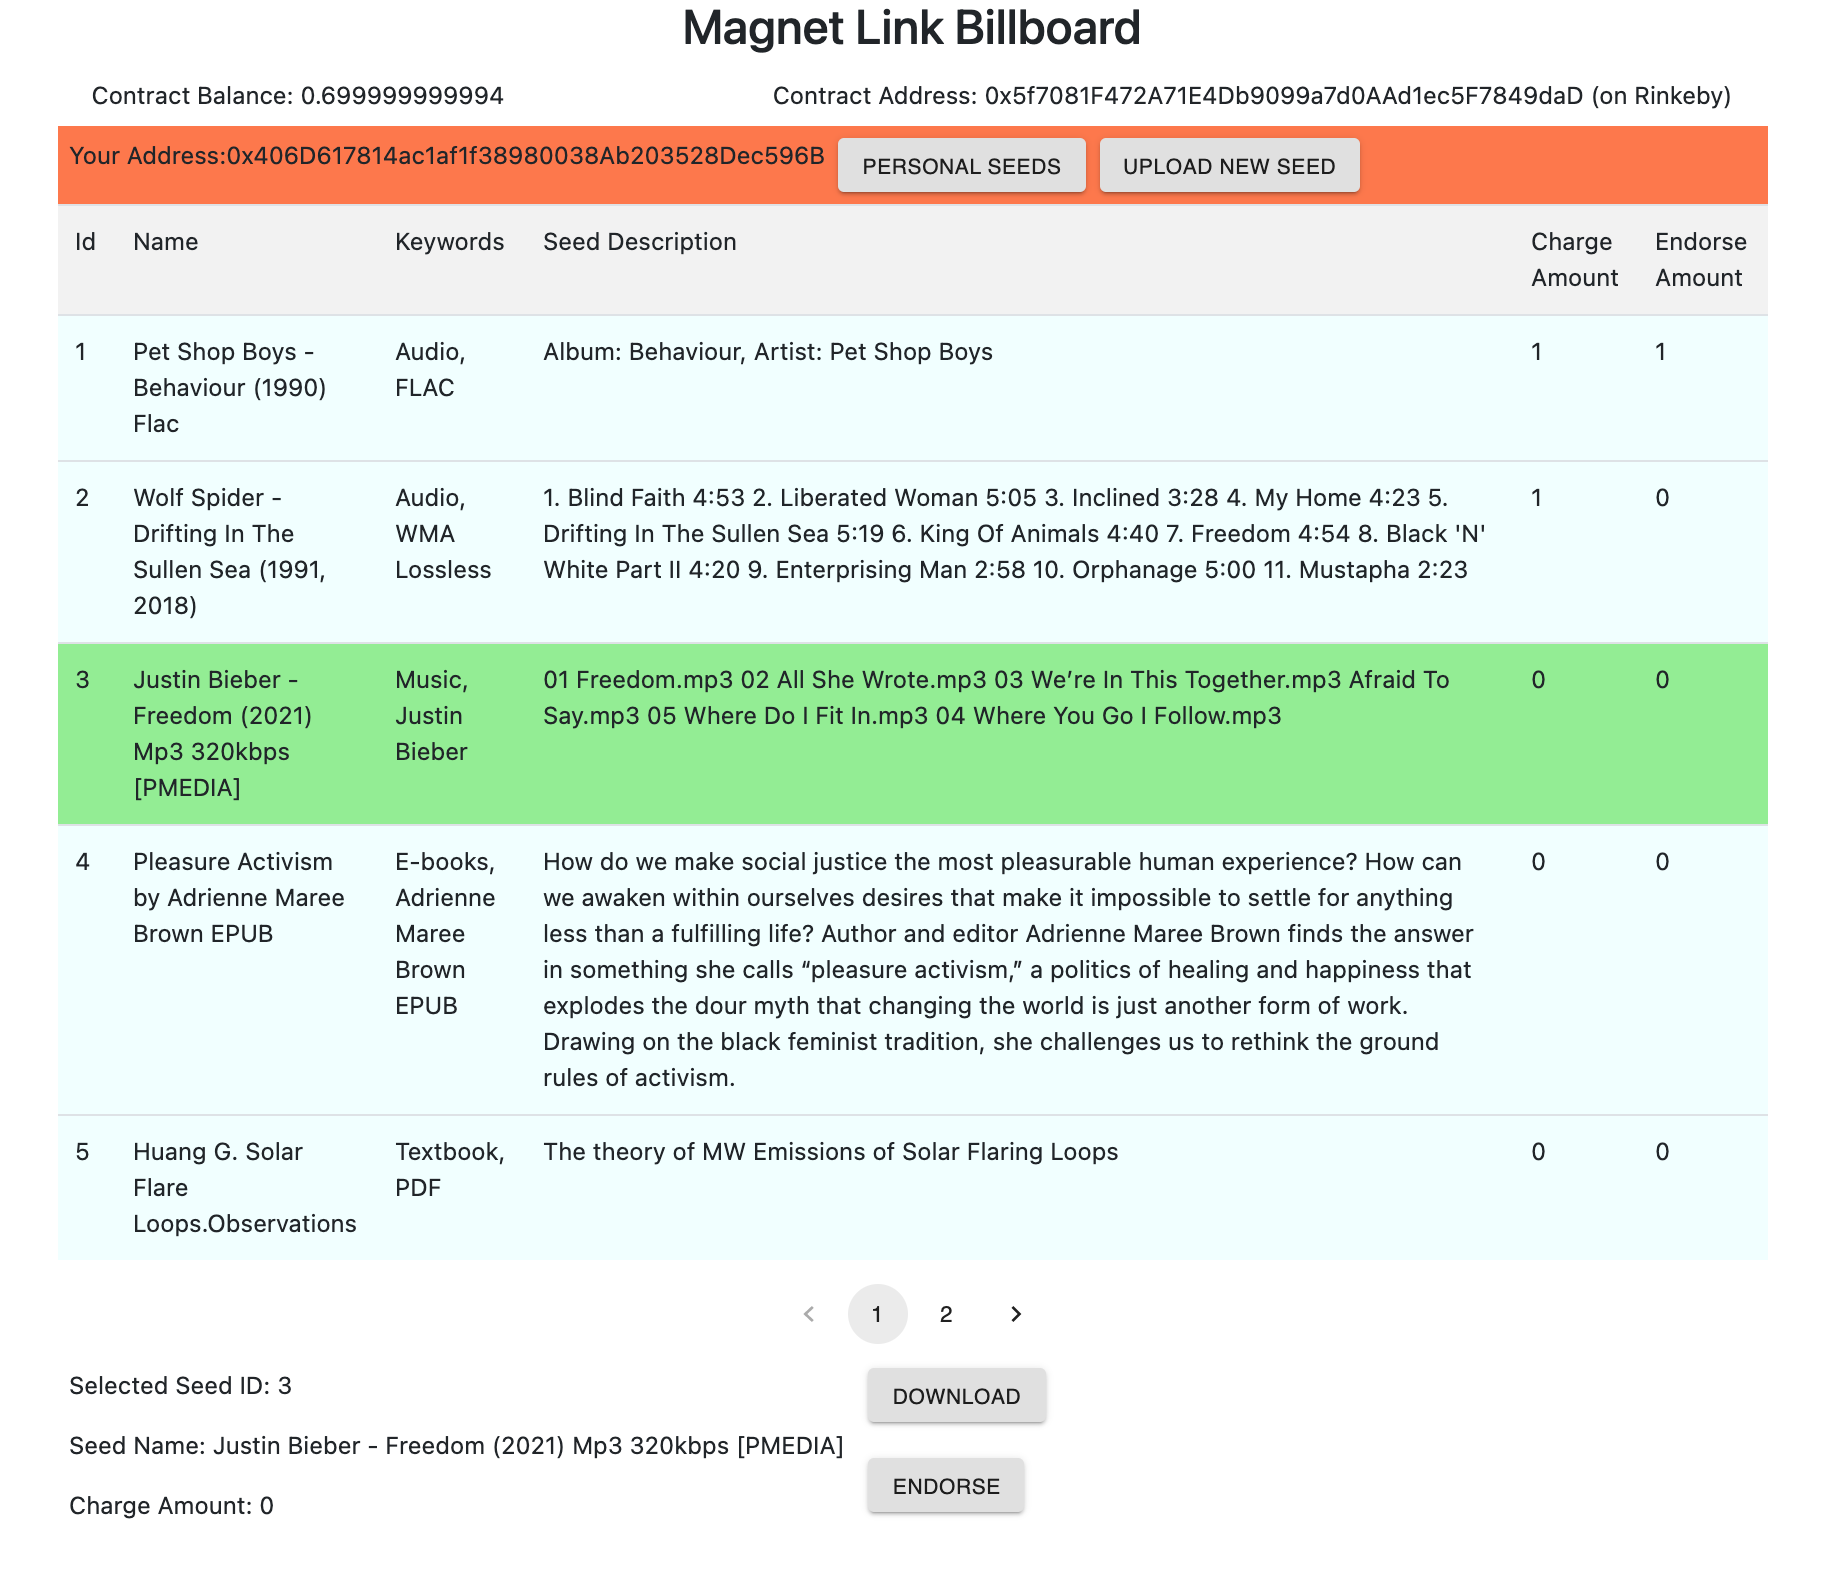 Magnet Link Billboard
Contract Balance: 0.699999999994
Contract Address: 0x5f7081F472A71E4Db9099a7d0AAd1ec5F7849daD (on Rinkeby)
Your Address:0x406D617814ac1af1f38980038Ab203528Dec596B
PERSONAL SEEDS
UPLOAD NEW SEED
Id
Name
Keywords
Seed Description
Charge
Amount
Endorse
Amount
1
Pet Shop Boys -
Behaviour (1990)
Flac
Audio,
FLAC
Album: Behaviour, Artist: Pet Shop Boys
1
1
2
Wolf Spider -
Drifting In The
Sullen Sea (1991,
2018)
Audio,
WMA
Lossless
1. Blind Faith 4:53 2. Liberated Woman 5:05 3. Inclined 3:28 4. My Home 4:23 5.
Drifting In The Sullen Sea 5:19 6. King Of Animals 4:40 7. Freedom 4:54 8. Black 'N'
White Part II 4:20 9. Enterprising Man 2:58 10. Orphanage 5:00 11. Mustapha 2:23
1
0
3
Justin Bieber -
Freedom (2021)
Mp3 320kbps
[PMEDIA]
Music,
Justin
Bieber
01 Freedom.mp3 02 All She Wrote.mp3 03 We’re In This Together.mp3 Afraid To
Say.mp3 05 Where Do I Fit In.mp3 04 Where You Go I Follow.mp3
0
0
4
Pleasure Activism
by Adrienne Maree
Brown EPUB
E-books,
Adrienne
Maree
Brown
EPUB
How do we make social justice the most pleasurable human experience? How can
we awaken within ourselves desires that make it impossible to settle for anything
less than a fulfilling life? Author and editor Adrienne Maree Brown finds the answer
in something she calls “pleasure activism,” a politics of healing and happiness that
explodes the dour myth that changing the world is just another form of work.
Drawing on the black feminist tradition, she challenges us to rethink the ground
rules of activism.
0
0
5
Huang G. Solar
Flare
Loops.Observations
Textbook,
PDF
The theory of MW Emissions of Solar Flaring Loops
0
0
1
2
Selected Seed ID: 3
DOWNLOAD
Seed Name: Justin Bieber - Freedom (2021) Mp3 320kbps [PMEDIA]
ENDORSE
Charge Amount: 0